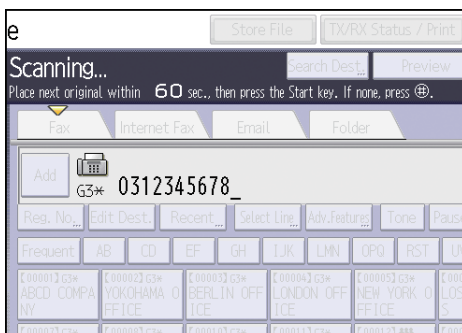 e
Store File TX/RX Status / Print
Scanning...
Search Dest. Preview
Place next original within 60 sec., then press the Start key. If none, press ⊕.
Fax Internet Fax Email Folder
Add G3* 0312345678_
Reg. No. Edit Dest. Recent Select Line Adv.Features Tone Pause
Frequent AB CD EF GH IJK LMN OPQ RST
[00001]G3* [00002]G3* [00003]G3* [00004]G3* [00005]G3*
ABCD COMPA YOKOHAMA O BERLIN OFF LONDON OFF NEW YORK O LOS
NY FFICE ICE ICE FFICE S